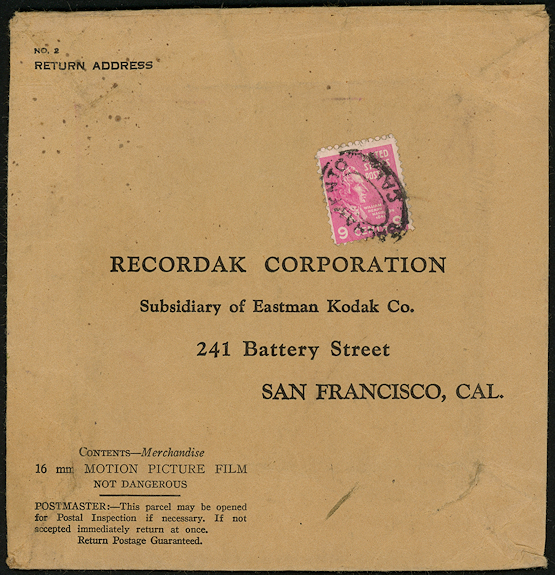 NO. 2
RETURN ADDRESS
9
RECORDAK CORPORATION
Subsidiary of Eastman Kodak Co.
241 Battery Street
SAN FRANCISCO, CAL.
CONTENTS—Merchandise
16 mm MOTION PICTURE FILM
NOT DANGEROUS
POSTMASTER:—This parcel may be opened
for Postal Inspection if necessary. If not
accepted immediately return at once.
Return Postage Guaranteed.